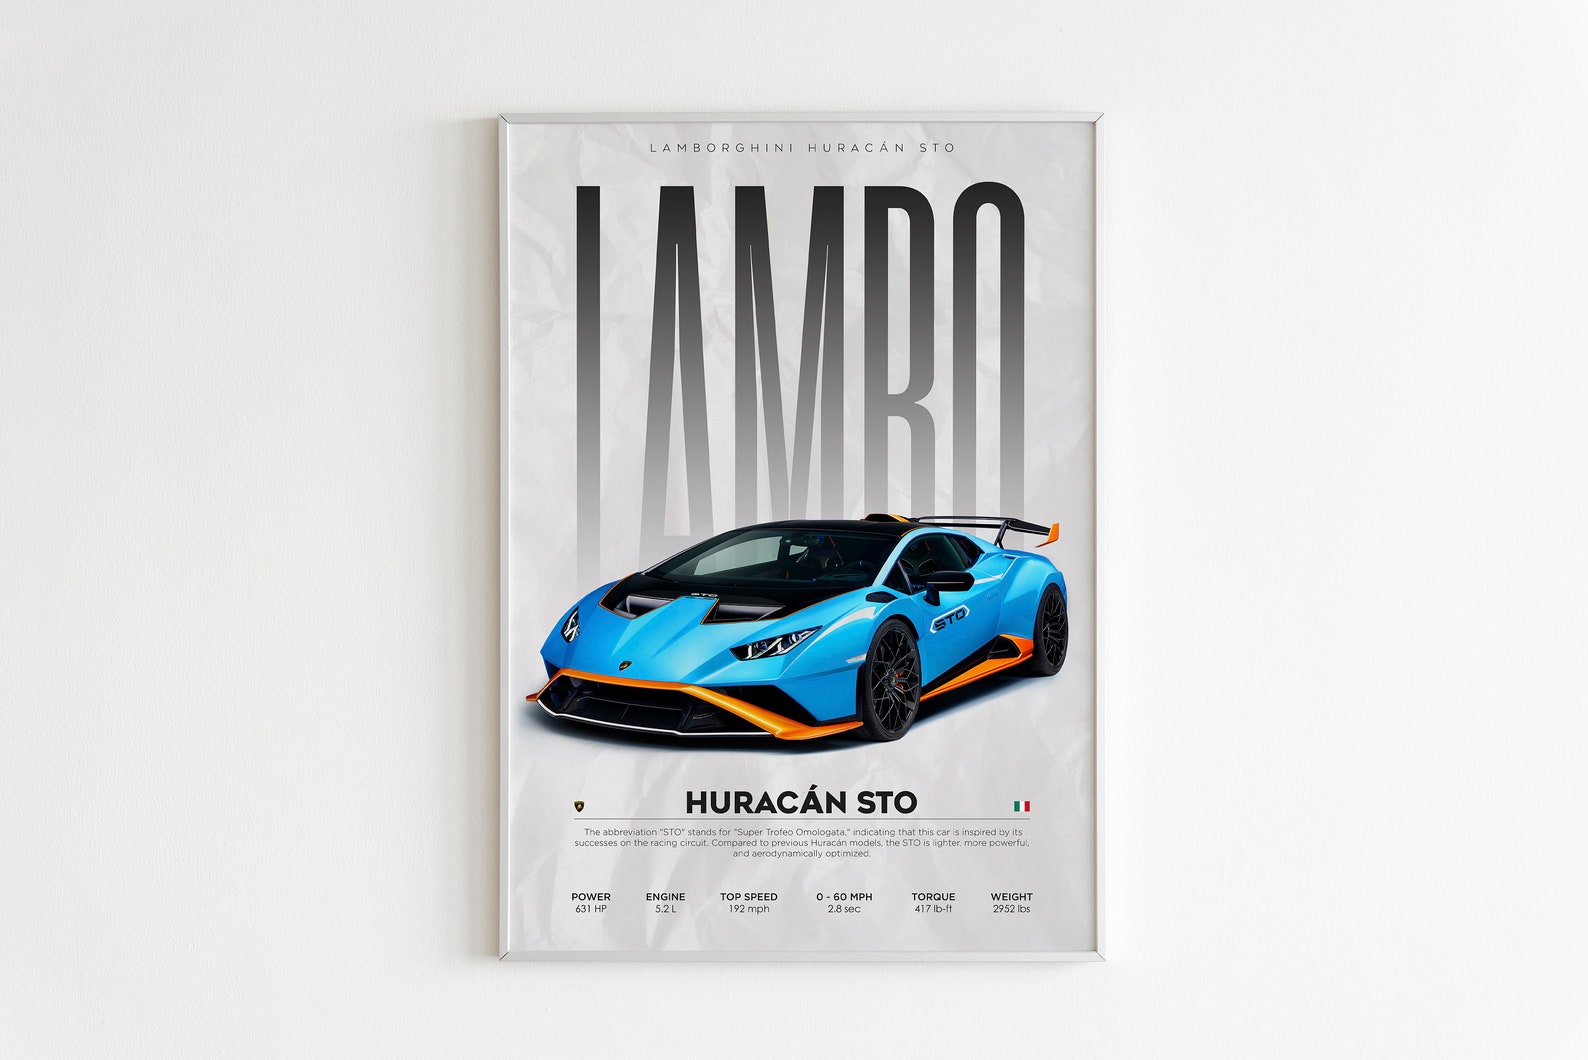 LAMBORGHINI HURACÁN STO
LAMBO
STO
STO
HURACÁN STO
The abbreviation "STO" stands for "Super Trofeo Omologata," indicating that this car is inspired by its
successes on the racing circuit. Compared to previous Huracán models, the STO is lighter, more powerful,
and aerodynamically optimized.
POWER ENGINE TOP SPEED 0 - 60 MPH TORQUE WEIGHT
631 HP 5.2 L 192 mph 2.8 sec 417 lb-ft 2952 lbs